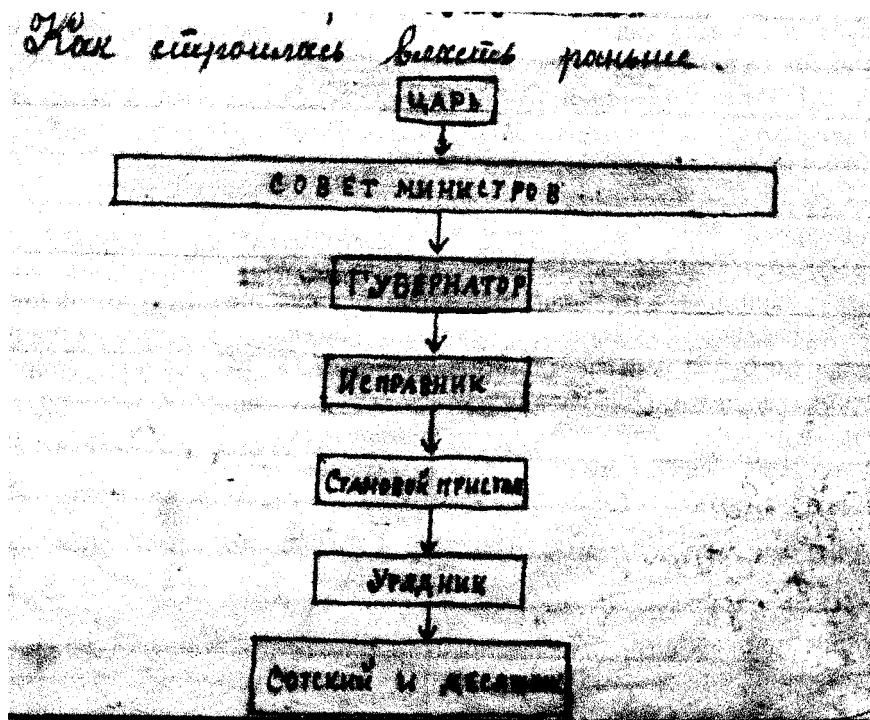 Как строилась власть раньше.
ЦАРЬ
СОВЕТ МИНИСТРОВ
ГУБЕРНАТОР
ИСПРАВНИК
СТАНОВОЙ ПРИСТАВ
УРЯДНИК
СОТСКИЙ И ДЕСЯТНИК